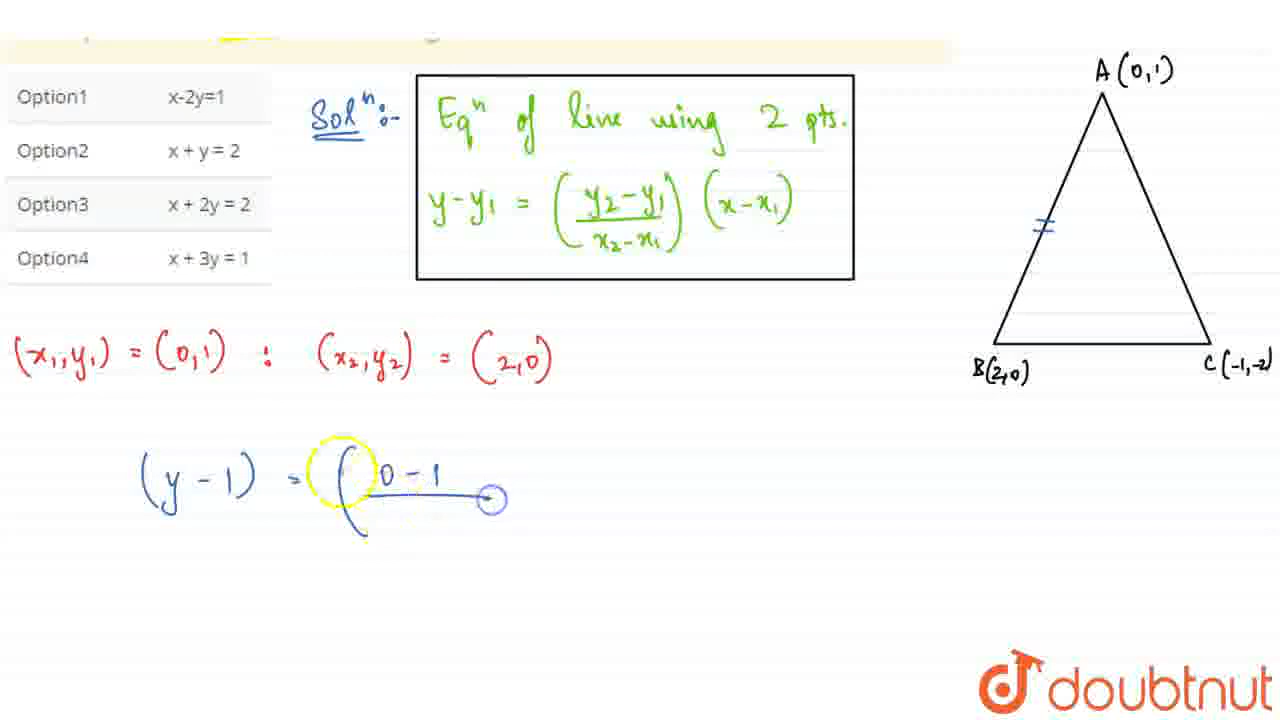 Option1 x-2y=1
Option2 x + y = 2
Option3 x + 2y = 2
Option4 x + 3y = 1
Solⁿ:-
Eqⁿ of line using 2 pts.
y-y₁ = ((y₂-y₁)/(x₂-x₁)) (x-x₁)
A(0,1)
B(2,0)
C(-1,-2)
(x₁,y₁) = (0,1) : (x₂,y₂) = (2,0)
(y-1) = (0-1
doubtnut